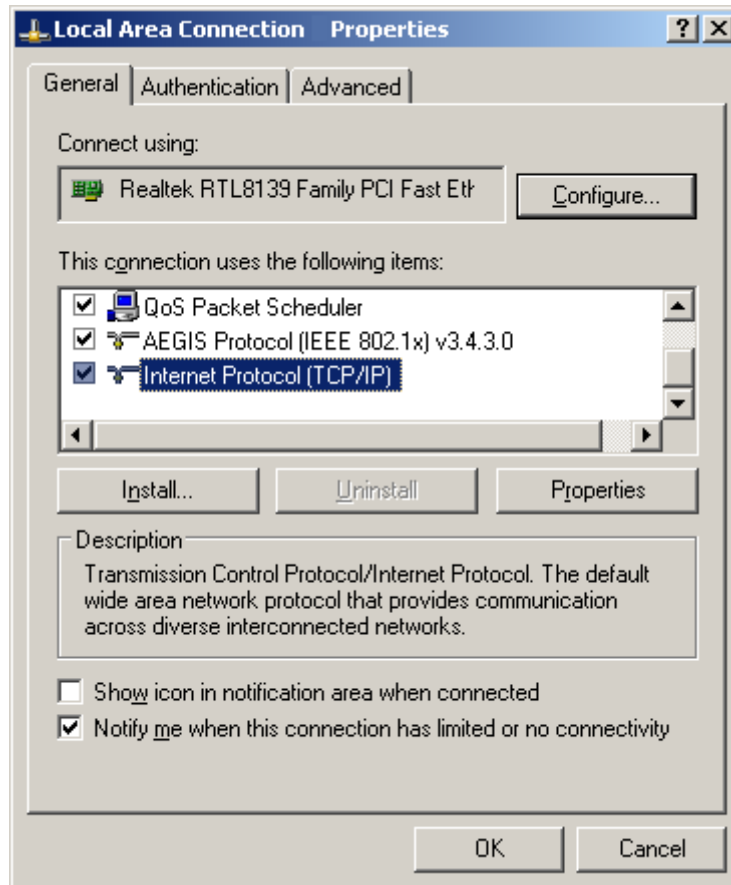 Local Area Connection Properties
General Authentication Advanced
Connect using:
Realtek RTL8139 Family PCI Fast Eth
Configure...
This connection uses the following items:
QoS Packet Scheduler
AEGIS Protocol (IEEE 802.1x) v3.4.3.0
Internet Protocol (TCP/IP)
Install... Uninstall Properties
Description
Transmission Control Protocol/Internet Protocol. The default
wide area network protocol that provides communication
across diverse interconnected networks.
Show icon in notification area when connected
Notify me when this connection has limited or no connectivity
OK Cancel